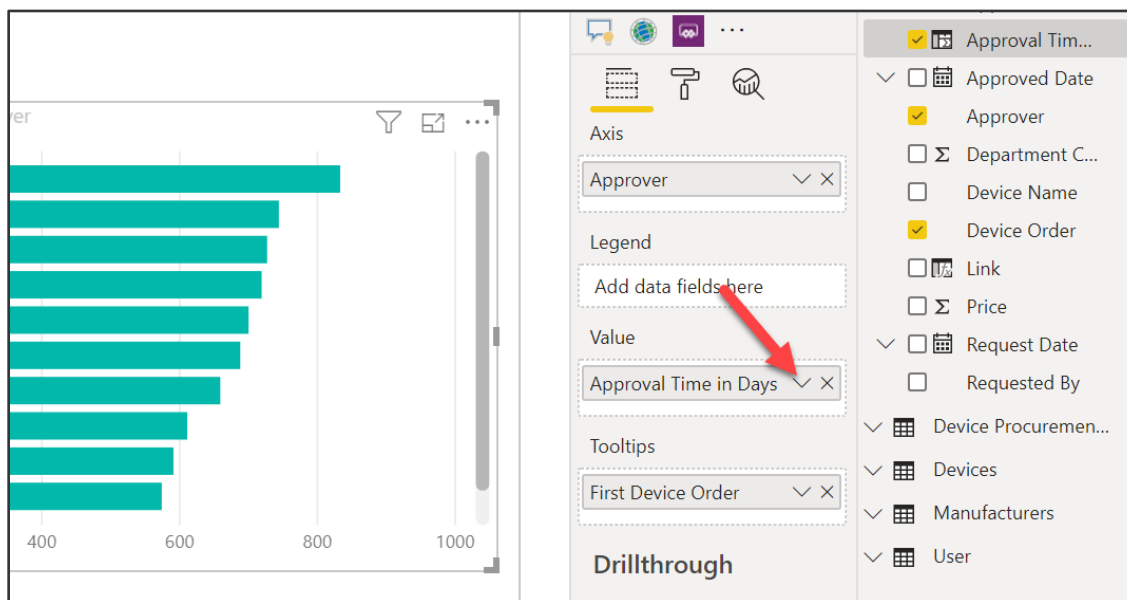 ver
400
600
800
1000
Axis
Approver
Legend
Add data fields here
Value
Approval Time in Days
Tooltips
First Device Order
Drillthrough
Approval Tim...
Approved Date
Approver
Department C...
Device Name
Device Order
Link
Price
Request Date
Requested By
Device Procuremen...
Devices
Manufacturers
User